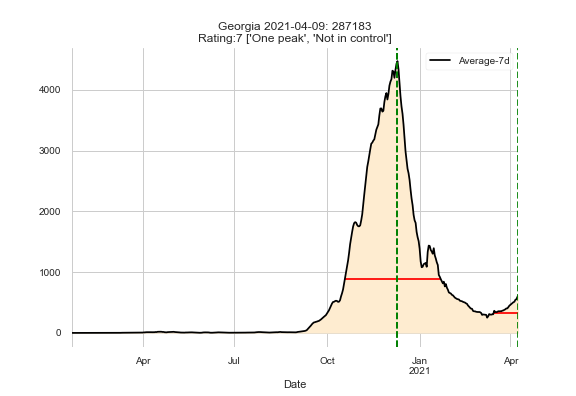 Georgia 2021-04-09: 287183
Rating:7 ['One peak', 'Not in control']
Average-7d
4000
3000
2000
1000
0
Apr
Jul
Oct
Jan
2021
Apr
Date